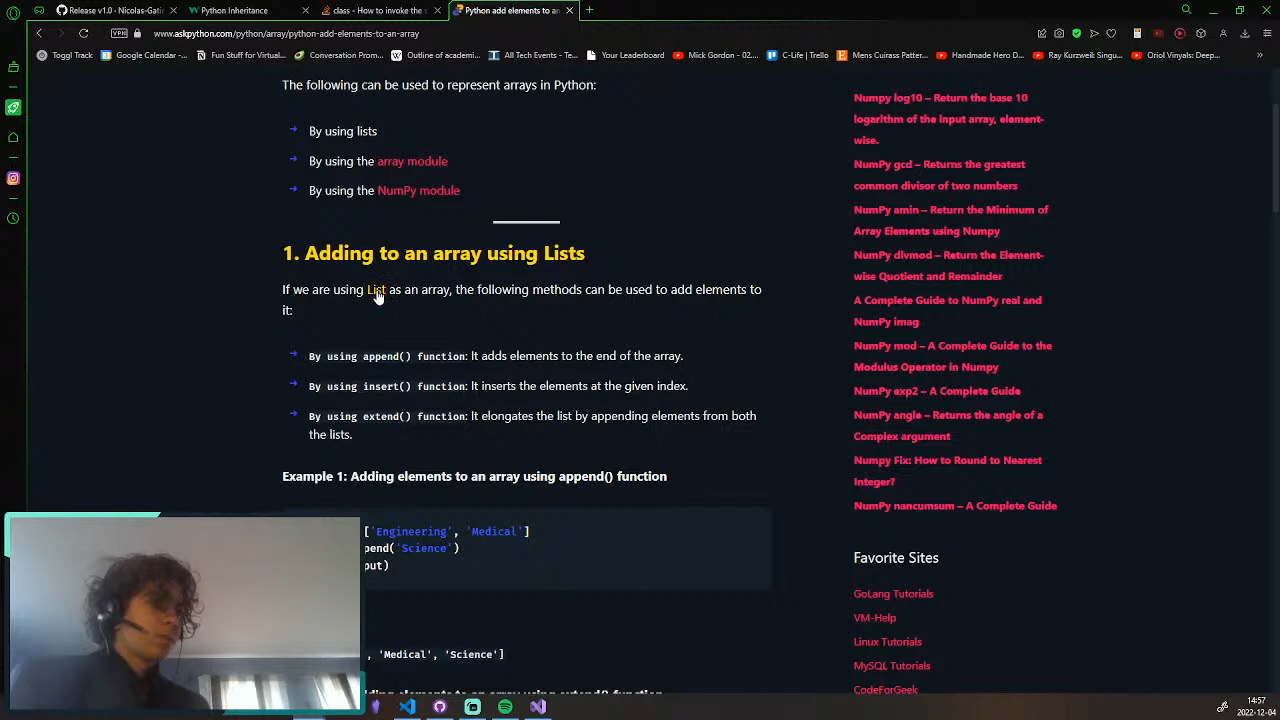 Release v1.0 - Nicolas-Gatin
Python Inheritance
class - How to invoke the s
Python add elements to an
VPN
www.askpython.com/python/array/python-add-elements-to-an-array
Toggl Track
Google Calendar -...
Fun Stuff Virtual...
Conversation Prom...
Outline of academi...
All Tech Events - T...
Your Leaderboard
Mick Gordon - 02....
C-Life | Trello
Mens Cuirass Patter...
Handmade Hero D...
Ray Kurzweil: Singu...
Oriol Vinyals: Deep...
The following can be used to represent arrays in Python:
By using lists
By using the array module
By using the NumPy module
1. Adding to an array using Lists
If we are using List as an array, the following methods can be used to add elements to
it:
By using append() function: It adds elements to the end of the array.
By using insert() function: It inserts the elements at the given index.
By using extend() function: It elongates the list by appending elements from both
the lists.
Example 1: Adding elements to an array using append() function
['Engineering', 'Medical']
pend('Science')
put)
, 'Medical', 'Science']
Numpy log10 – Return the base 10
logarithm of the input array, element-
wise.
NumPy gcd – Returns the greatest
common divisor of two numbers
NumPy amin – Return the Minimum of
Array Elements using Numpy
NumPy divmod – Return the Element-
wise Quotient and Remainder
A Complete Guide to NumPy real and
NumPy imag
NumPy mod – A Complete Guide to the
Modulus Operator in Numpy
NumPy exp2 – A Complete Guide
NumPy angle – Returns the angle of a
Complex argument
Numpy Fix: How to Round to Nearest
Integer?
NumPy nancumsum – A Complete Guide
Favorite Sites
GoLang Tutorials
VM-Help
Linux Tutorials
MySQL Tutorials
CodeForGeek
14:57
2022-12-04